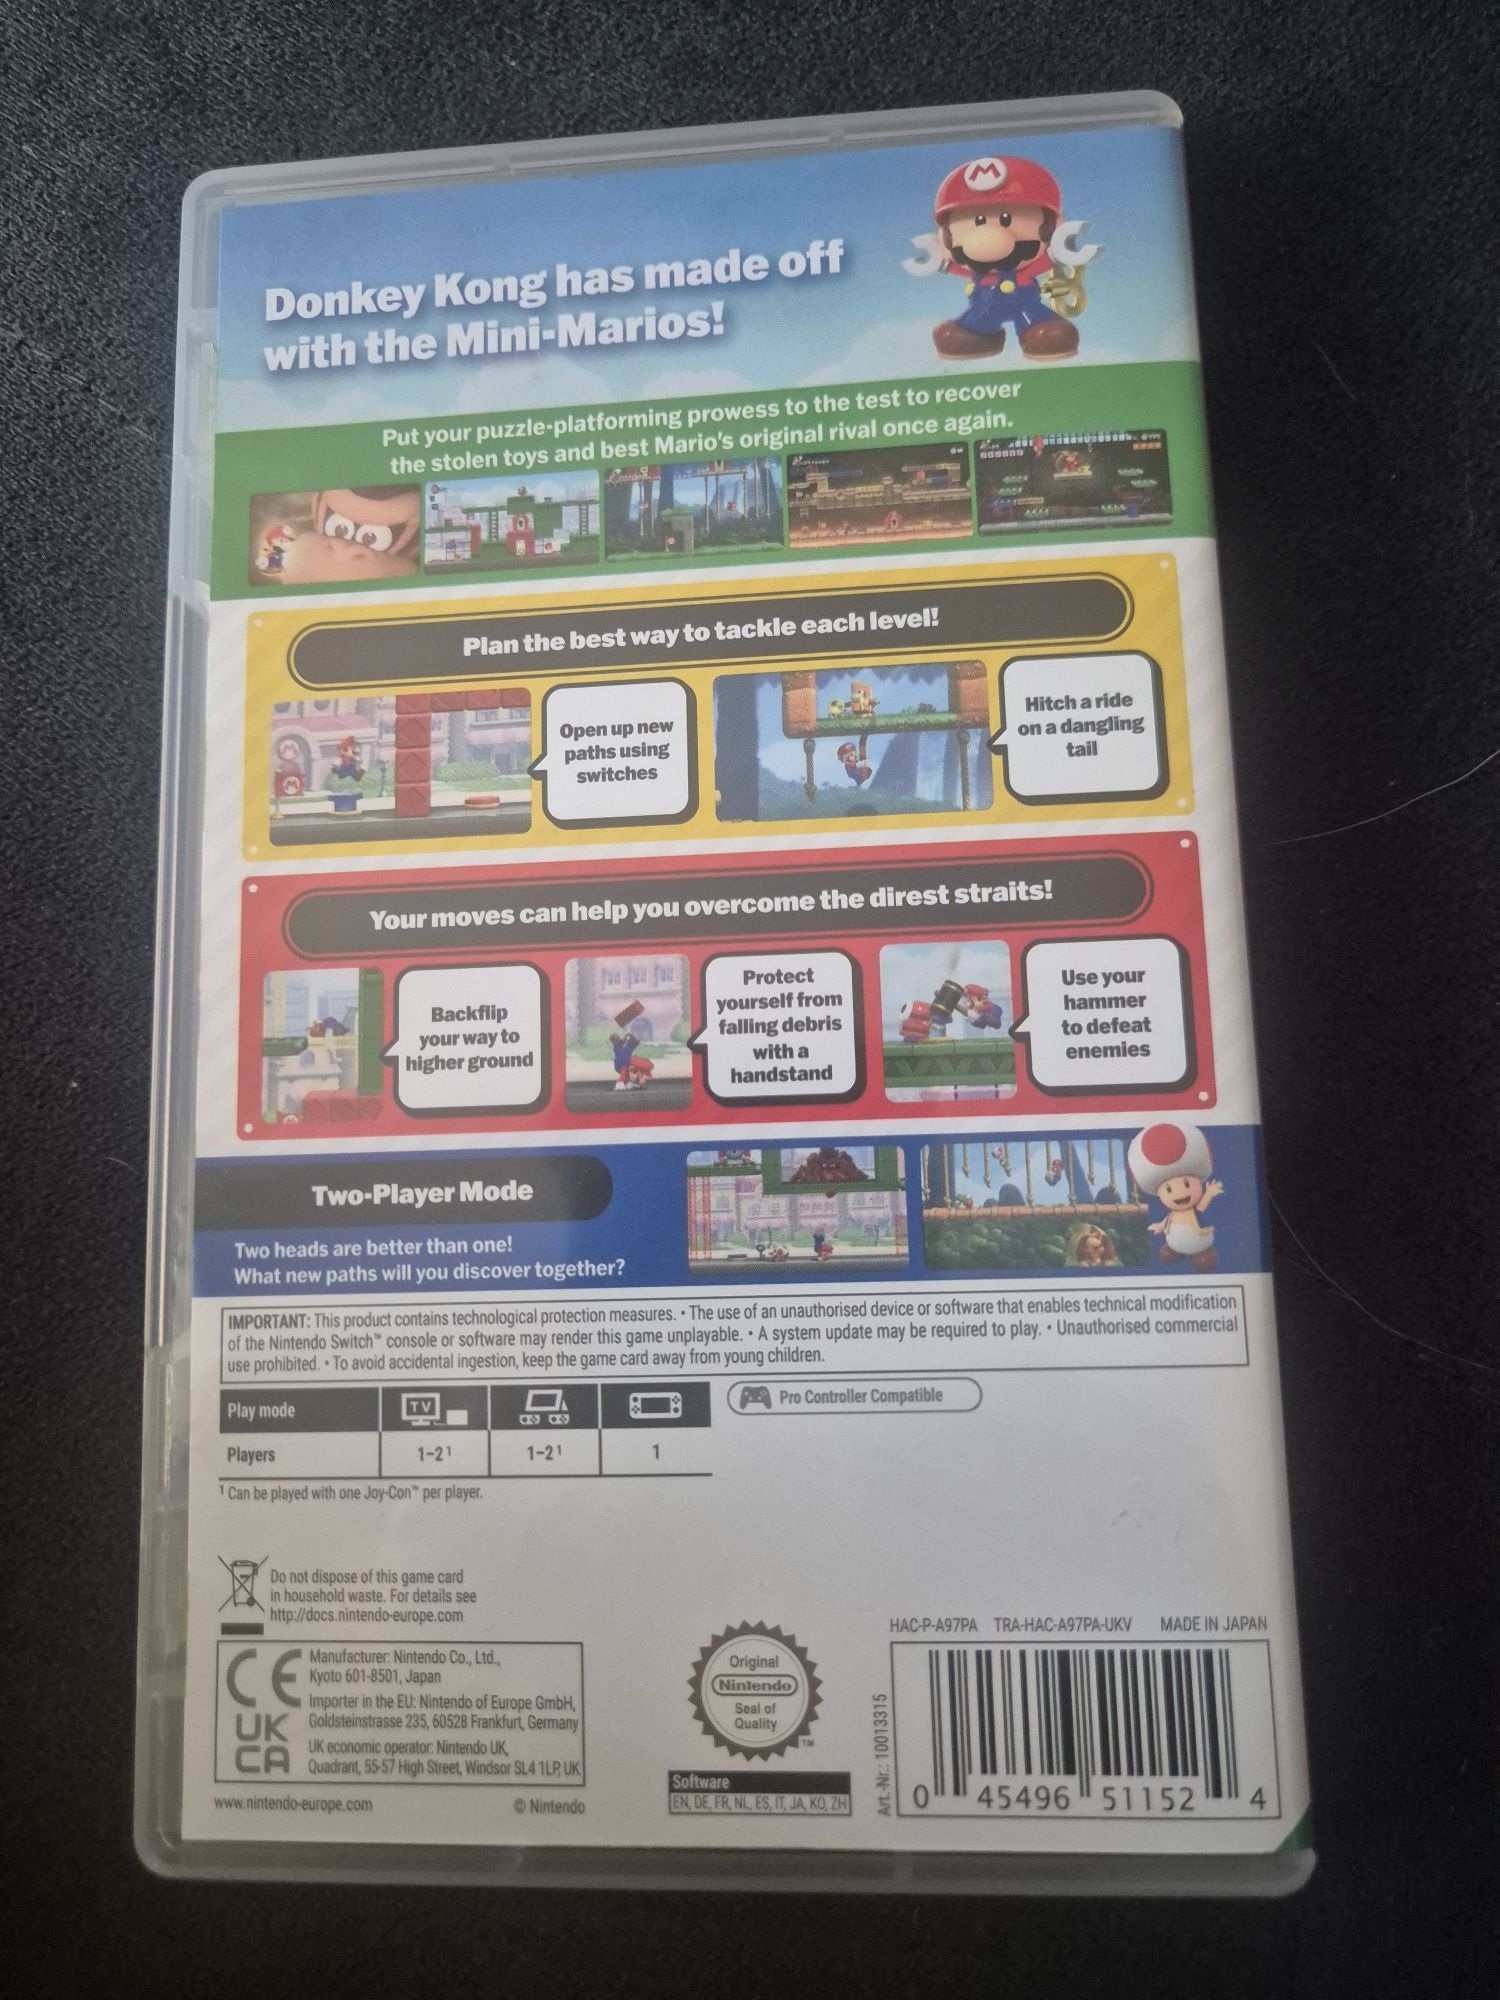 Donkey Kong has made off
with the Mini-Marios!
Put your puzzle-platforming prowess to the test to recover
the stolen toys and best Mario's original rival once again.
Plan the best way to tackle each level!
Open up new
paths using
switches
Hitch a ride
on a dangling
tail
Your moves can help you overcome the direst straits!
Backflip
your way to
higher ground
Protect
yourself from
falling debris
with a
handstand
Use your
hammer
to defeat
enemies
Two-Player Mode
Two heads are better than one!
What new paths will you discover together?
IMPORTANT: This product contains technological protection measures. • The use of an unauthorised device or software that enables technical modification
of the Nintendo Switch™ console or software may render this game unplayable. • A system update may be required to play. • Unauthorised commercial
use prohibited. • To avoid accidental ingestion, keep the game card away from young children.
Play mode TV
Pro Controller Compatible
Players 1-2¹ 1-2¹ 1
¹ Can be played with one Joy-Con™ per player.
Do not dispose of this game card
in household waste. For details see
http://docs.nintendo-europe.com
CE
UK
CA
Manufacturer: Nintendo Co., Ltd.,
Kyoto 601-8501, Japan
Importer in the EU: Nintendo of Europe GmbH,
Goldsteinstrasse 235, 60528 Frankfurt, Germany
UK economic operator: Nintendo UK,
Quadrant, 55-57 High Street, Windsor SL4 1LP, UK
www.nintendo-europe.com
© Nintendo
Original
Nintendo
Seal of
Quality
TM
Software
EN, DE, FR, NL, ES, IT, JA, KO, ZH
HAC-P-A97PA TRA-HAC-A97PA-UKV MADE IN JAPAN
Art.-Nr.: 10013315
0 45496 51152 4